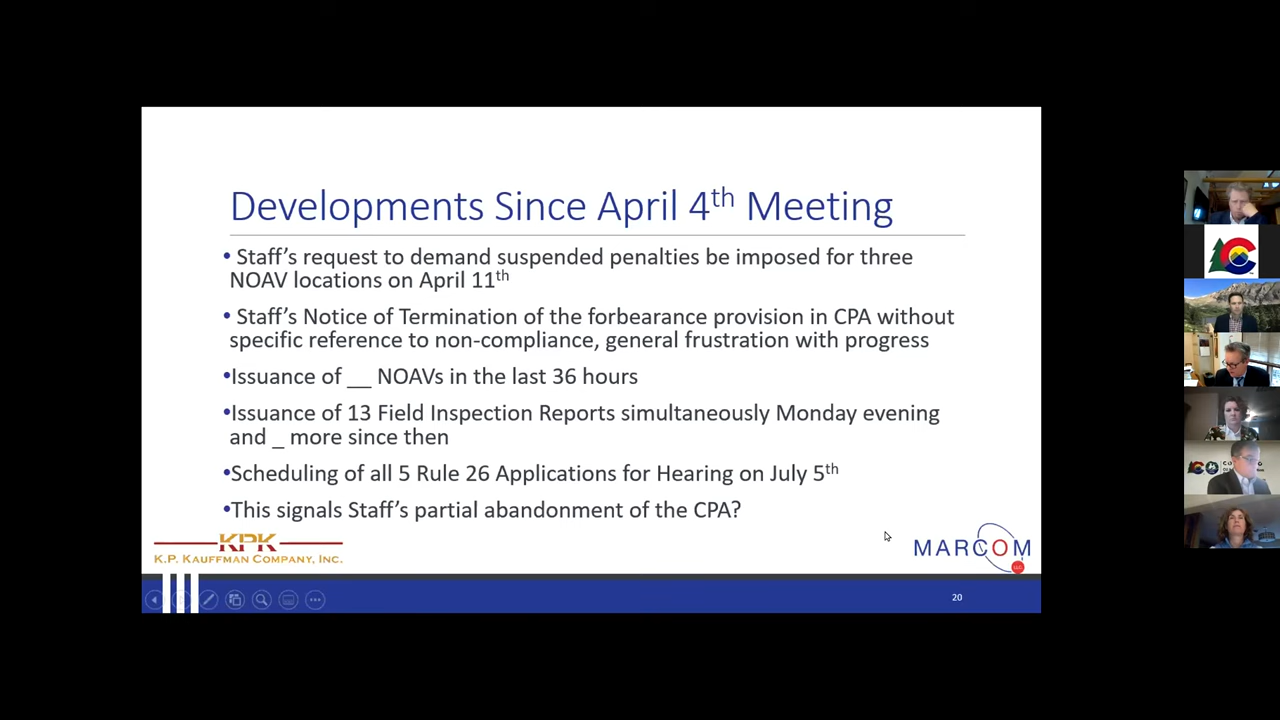 Developments Since April 4th Meeting
• Staff's request to demand suspended penalties be imposed for three
NOAV locations on April 11th
• Staff's Notice of Termination of the forbearance provision in CPA without
specific reference to non-compliance, general frustration with progress
•Issuance of __ NOAVs in the last 36 hours
•Issuance of 13 Field Inspection Reports simultaneously Monday evening
and _ more since then
•Scheduling of all 5 Rule 26 Applications for Hearing on July 5th
•This signals Staff's partial abandonment of the CPA?
KPK
K.P. KAUFFMAN COMPANY, INC.
MARCOM
LLC
20